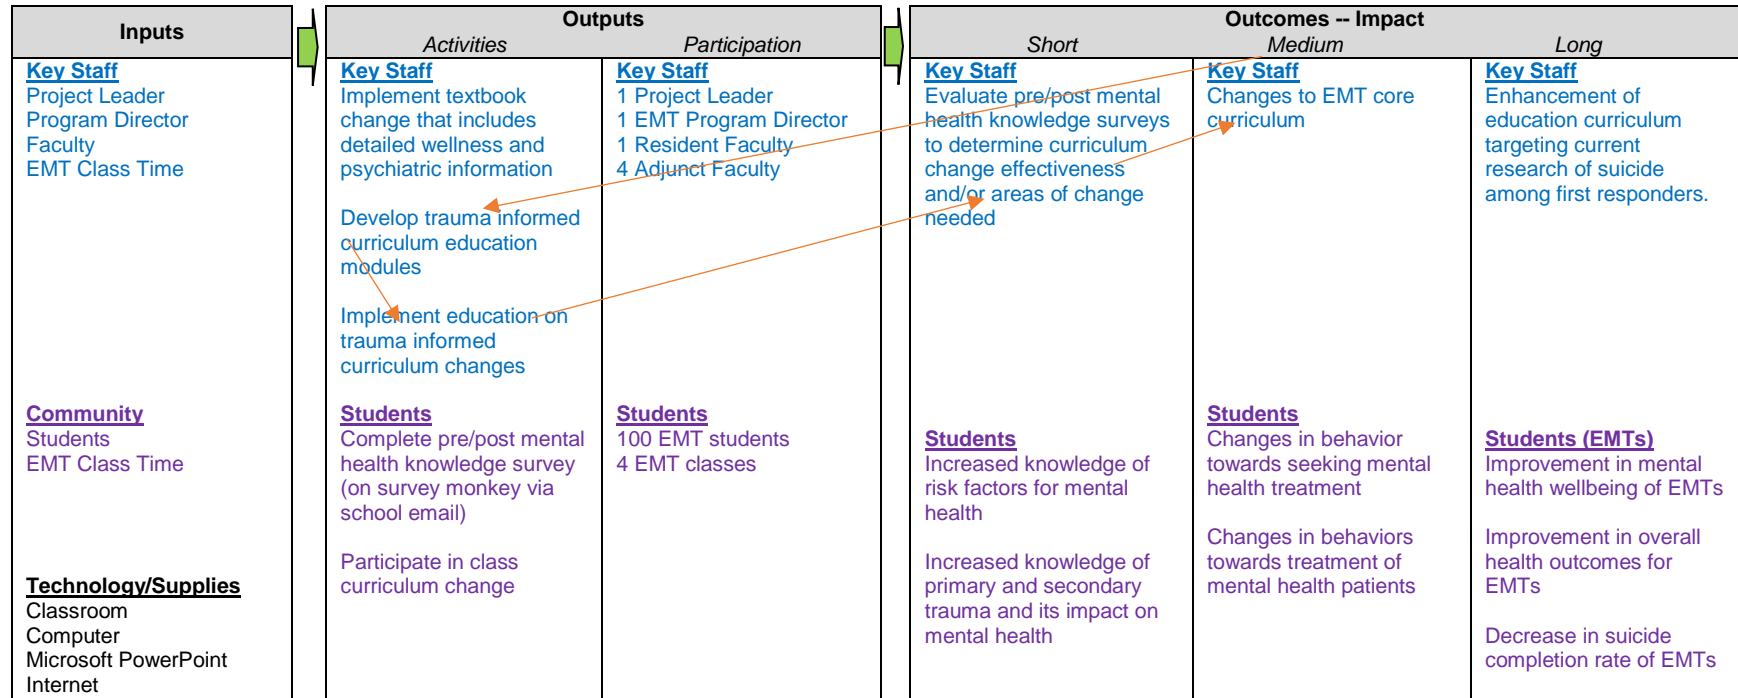 Inputs
Outputs
Activities
Participation
Outcomes -- Impact
Short
Medium
Long
Key Staff
Project Leader
Program Director
Faculty
EMT Class Time
Community
Students
EMT Class Time
Technology/Supplies
Classroom
Computer
Microsoft PowerPoint
Internet
Key Staff
Implement textbook
change that includes
detailed wellness and
psychiatric information
Develop trauma informed
curriculum education
modules
Implement education on
trauma informed
curriculum changes
Students
Complete pre/post mental
health knowledge survey
(on survey monkey via
school email)
Participate in class
curriculum change
Key Staff
1 Project Leader
1 EMT Program Director
1 Resident Faculty
4 Adjunct Faculty
Students
100 EMT students
4 EMT classes
Key Staff
Evaluate pre/post mental
health knowledge surveys
to determine curriculum
change effectiveness
and/or areas of change
needed
Students
Increased knowledge of
risk factors for mental
health
Increased knowledge of
primary and secondary
trauma and its impact on
mental health
Key Staff
Changes to EMT core
curriculum
Students
Changes in behavior
towards seeking mental
health treatment
Changes in behaviors
towards treatment of
mental health patients
Key Staff
Enhancement of
education curriculum
targeting current
research of suicide
among first responders.
Students (EMTs)
Improvement in mental
health wellbeing of EMTs
Improvement in overall
health outcomes for
EMTs
Decrease in suicide
completion rate of EMTs